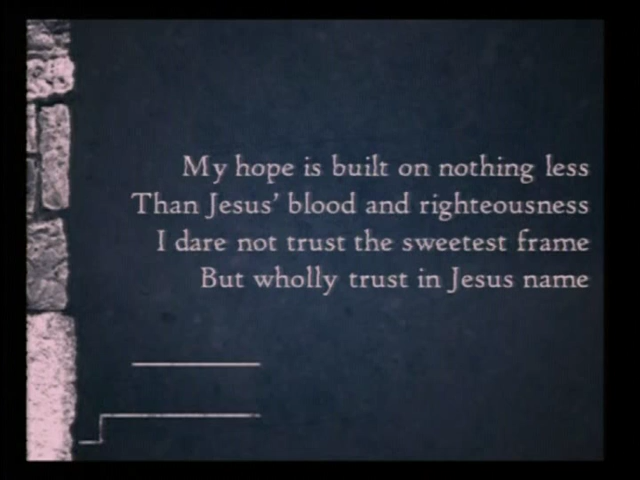 My hope is built on nothing less
Than Jesus' blood and righteousness
I dare not trust the sweetest frame
But wholly trust in Jesus name